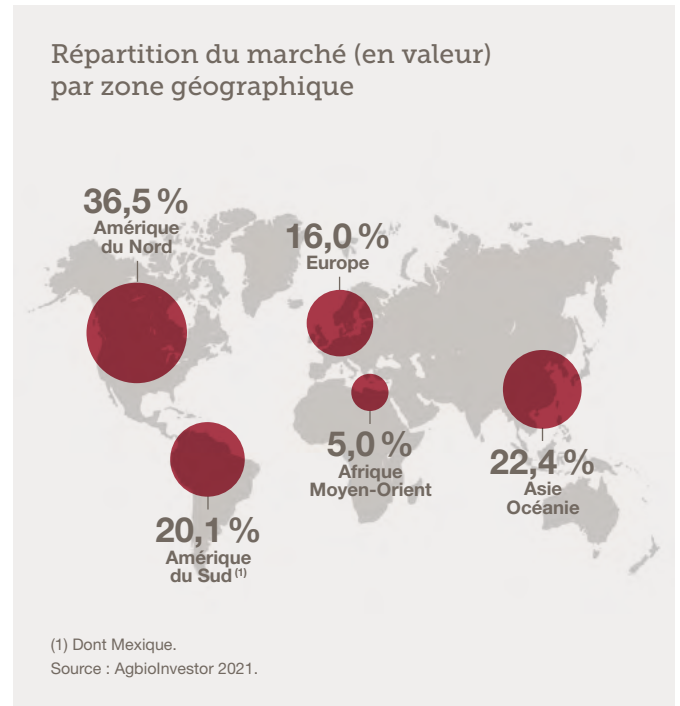 Répartition du marché (en valeur)
par zone géographique
36,5 %
Amérique
du Nord
16,0 %
Europe
5,0 %
Afrique
Moyen-Orient
22,4 %
Asie
Océanie
20,1 %
Amérique
du Sud (1)
(1) Dont Mexique.
Source : AgbioInvestor 2021.